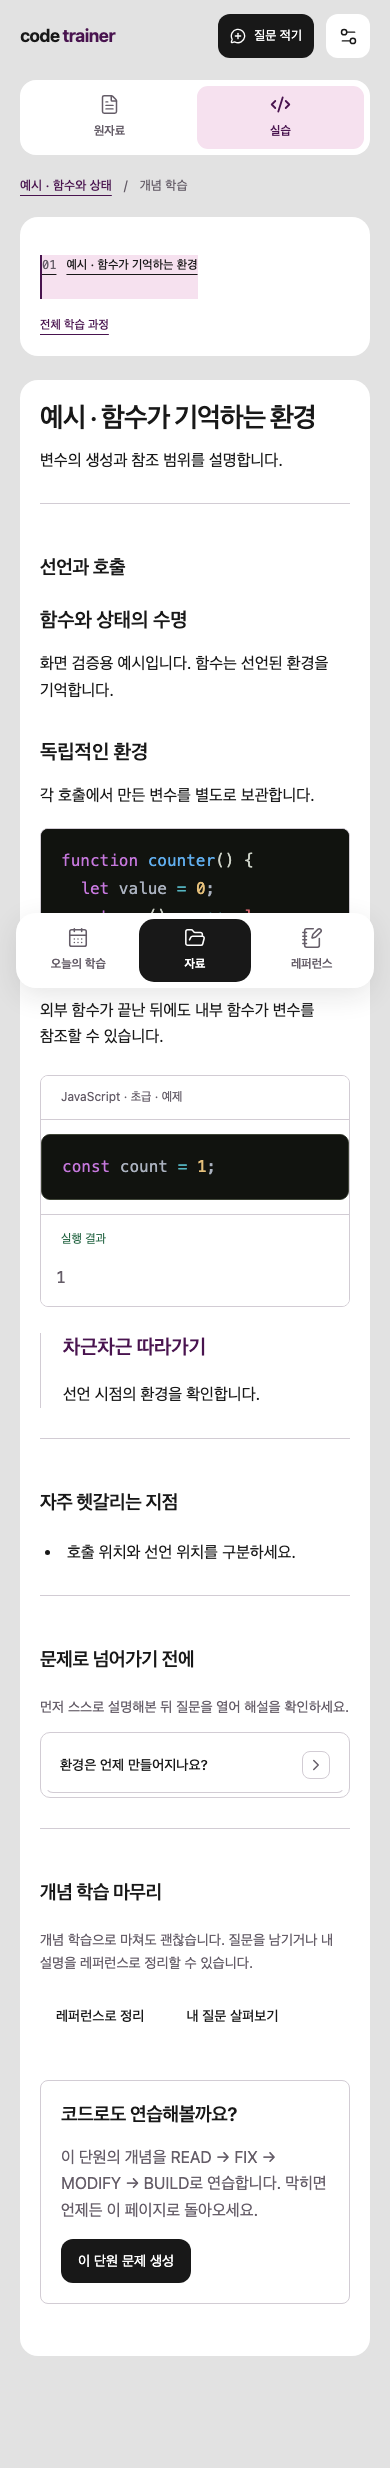 code trainer
질문 적기
원자료
실습
예시 · 함수와 상태 / 개념 학습
01 예시 · 함수가 기억하는 환경
전체 학습 과정
예시 · 함수가 기억하는 환경
변수의 생성과 참조 범위를 설명합니다.
선언과 호출
함수와 상태의 수명
화면 검증용 예시입니다. 함수는 선언된 환경을
기억합니다.
독립적인 환경
각 호출에서 만든 변수를 별도로 보관합니다.
function counter() {
let value = 0;
오늘의 학습
자료
레퍼런스
외부 함수가 끝난 뒤에도 내부 함수가 변수를
참조할 수 있습니다.
JavaScript · 초급 · 예제
const count = 1;
실행 결과
1
차근차근 따라가기
선언 시점의 환경을 확인합니다.
자주 헷갈리는 지점
• 호출 위치와 선언 위치를 구분하세요.
문제로 넘어가기 전에
먼저 스스로 설명해본 뒤 질문을 열어 해설을 확인하세요.
환경은 언제 만들어지나요?
개념 학습 마무리
개념 학습으로 마쳐도 괜찮습니다. 질문을 남기거나 내
설명을 레퍼런스로 정리할 수 있습니다.
레퍼런스로 정리
내 질문 살펴보기
코드로도 연습해볼까요?
이 단원의 개념을 READ → FIX →
MODIFY → BUILD로 연습합니다. 막히면
언제든 이 페이지로 돌아오세요.
이 단원 문제 생성